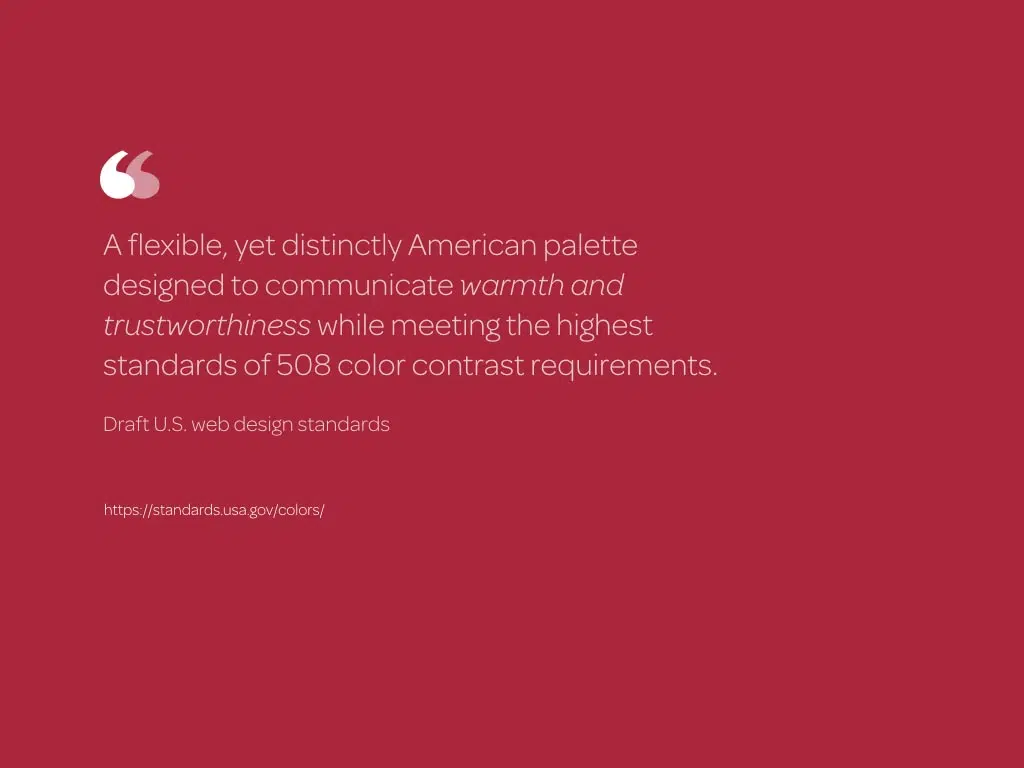 A flexible, yet distinctly American palette
designed to communicate warmth and
trustworthiness while meeting the highest
standards of 508 color contrast requirements.
Draft U.S. web design standards
https://standards.usa.gov/colors/